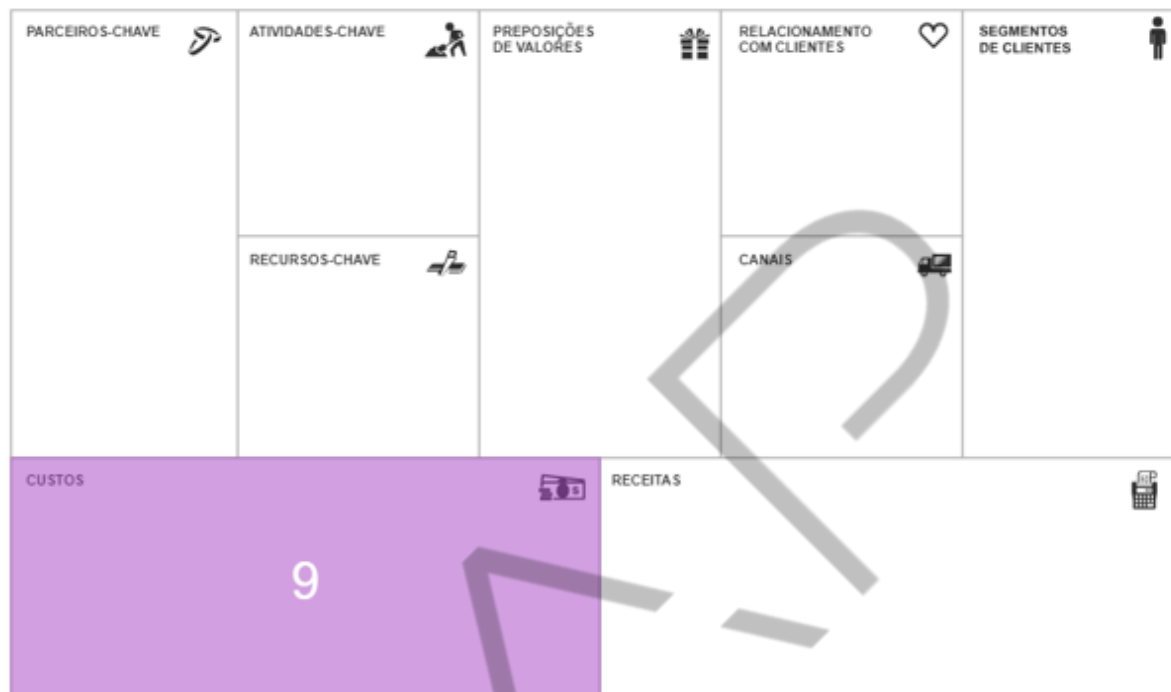 PARCEIROS-CHAVE
ATIVIDADES-CHAVE
PREPOSIÇÕES
DE VALORES
RELACIONAMENTO
COM CLIENTES
SEGMENTOS
DE CLIENTES
RECURSOS-CHAVE
CANAIS
CUSTOS
9
RECEITAS